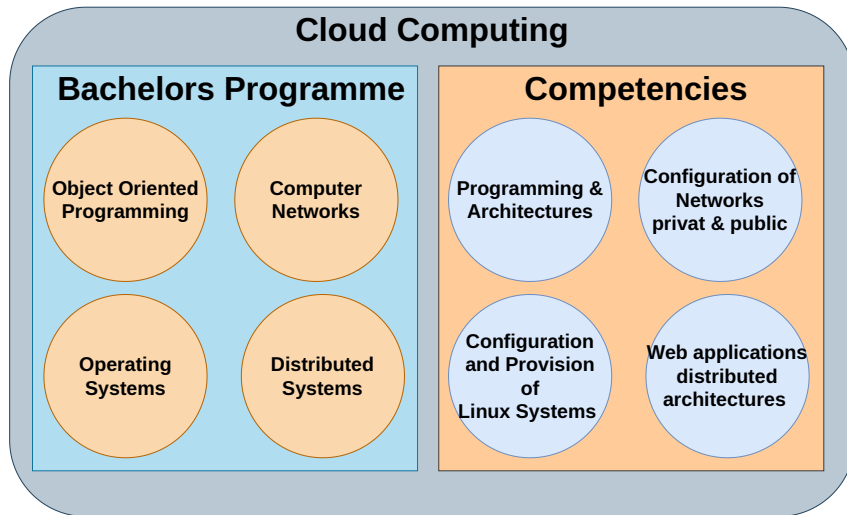 Cloud Computing
Bachelors Programme
Object Oriented
Programming
Computer
Networks
Operating
Systems
Distributed
Systems
Competencies
Programming &
Architectures
Configuration of
Networks
privat & public
Configuration
and Provision
of
Linux Systems
Web applications
distributed
architectures